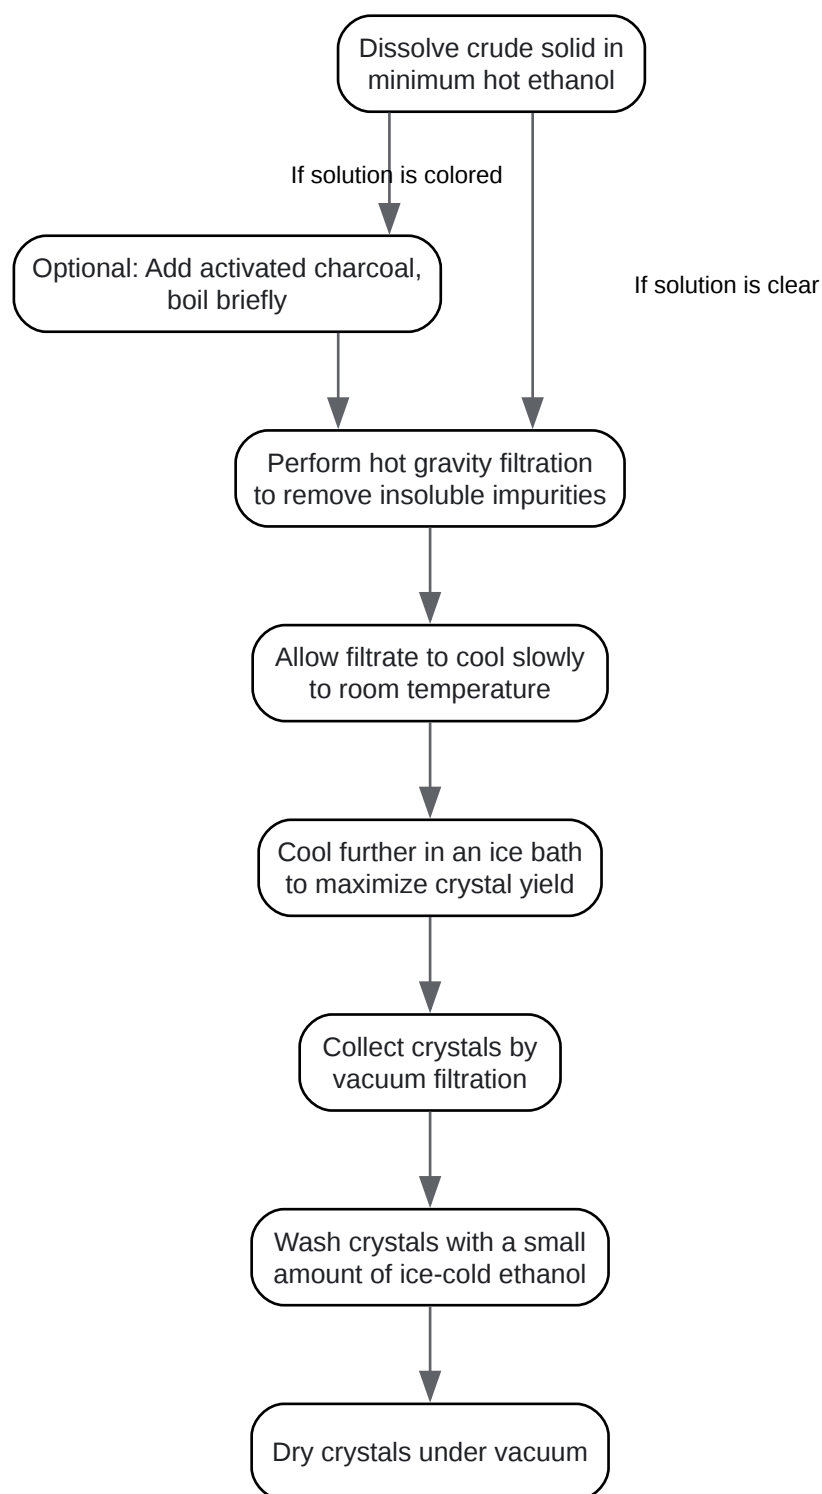 Dissolve crude solid in
minimum hot ethanol
If solution is colored
Optional: Add activated charcoal,
boil briefly
If solution is clear
Perform hot gravity filtration
to remove insoluble impurities
Allow filtrate to cool slowly
to room temperature
Cool further in an ice bath
to maximize crystal yield
Collect crystals by
vacuum filtration
Wash crystals with a small
amount of ice-cold ethanol
Dry crystals under vacuum